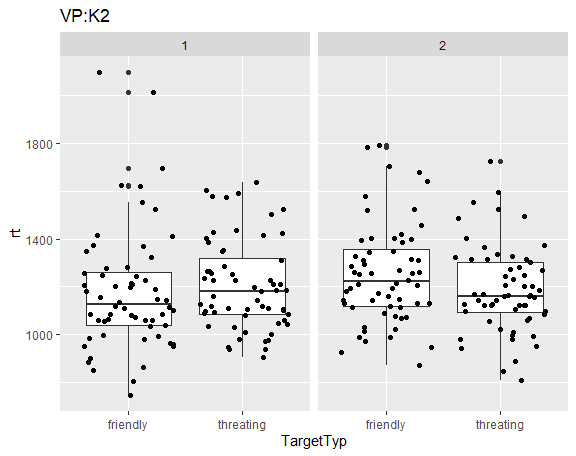 VP:K2
1 2
rt
1800
1400
1000
friendly threating friendly threating
TargetTyp